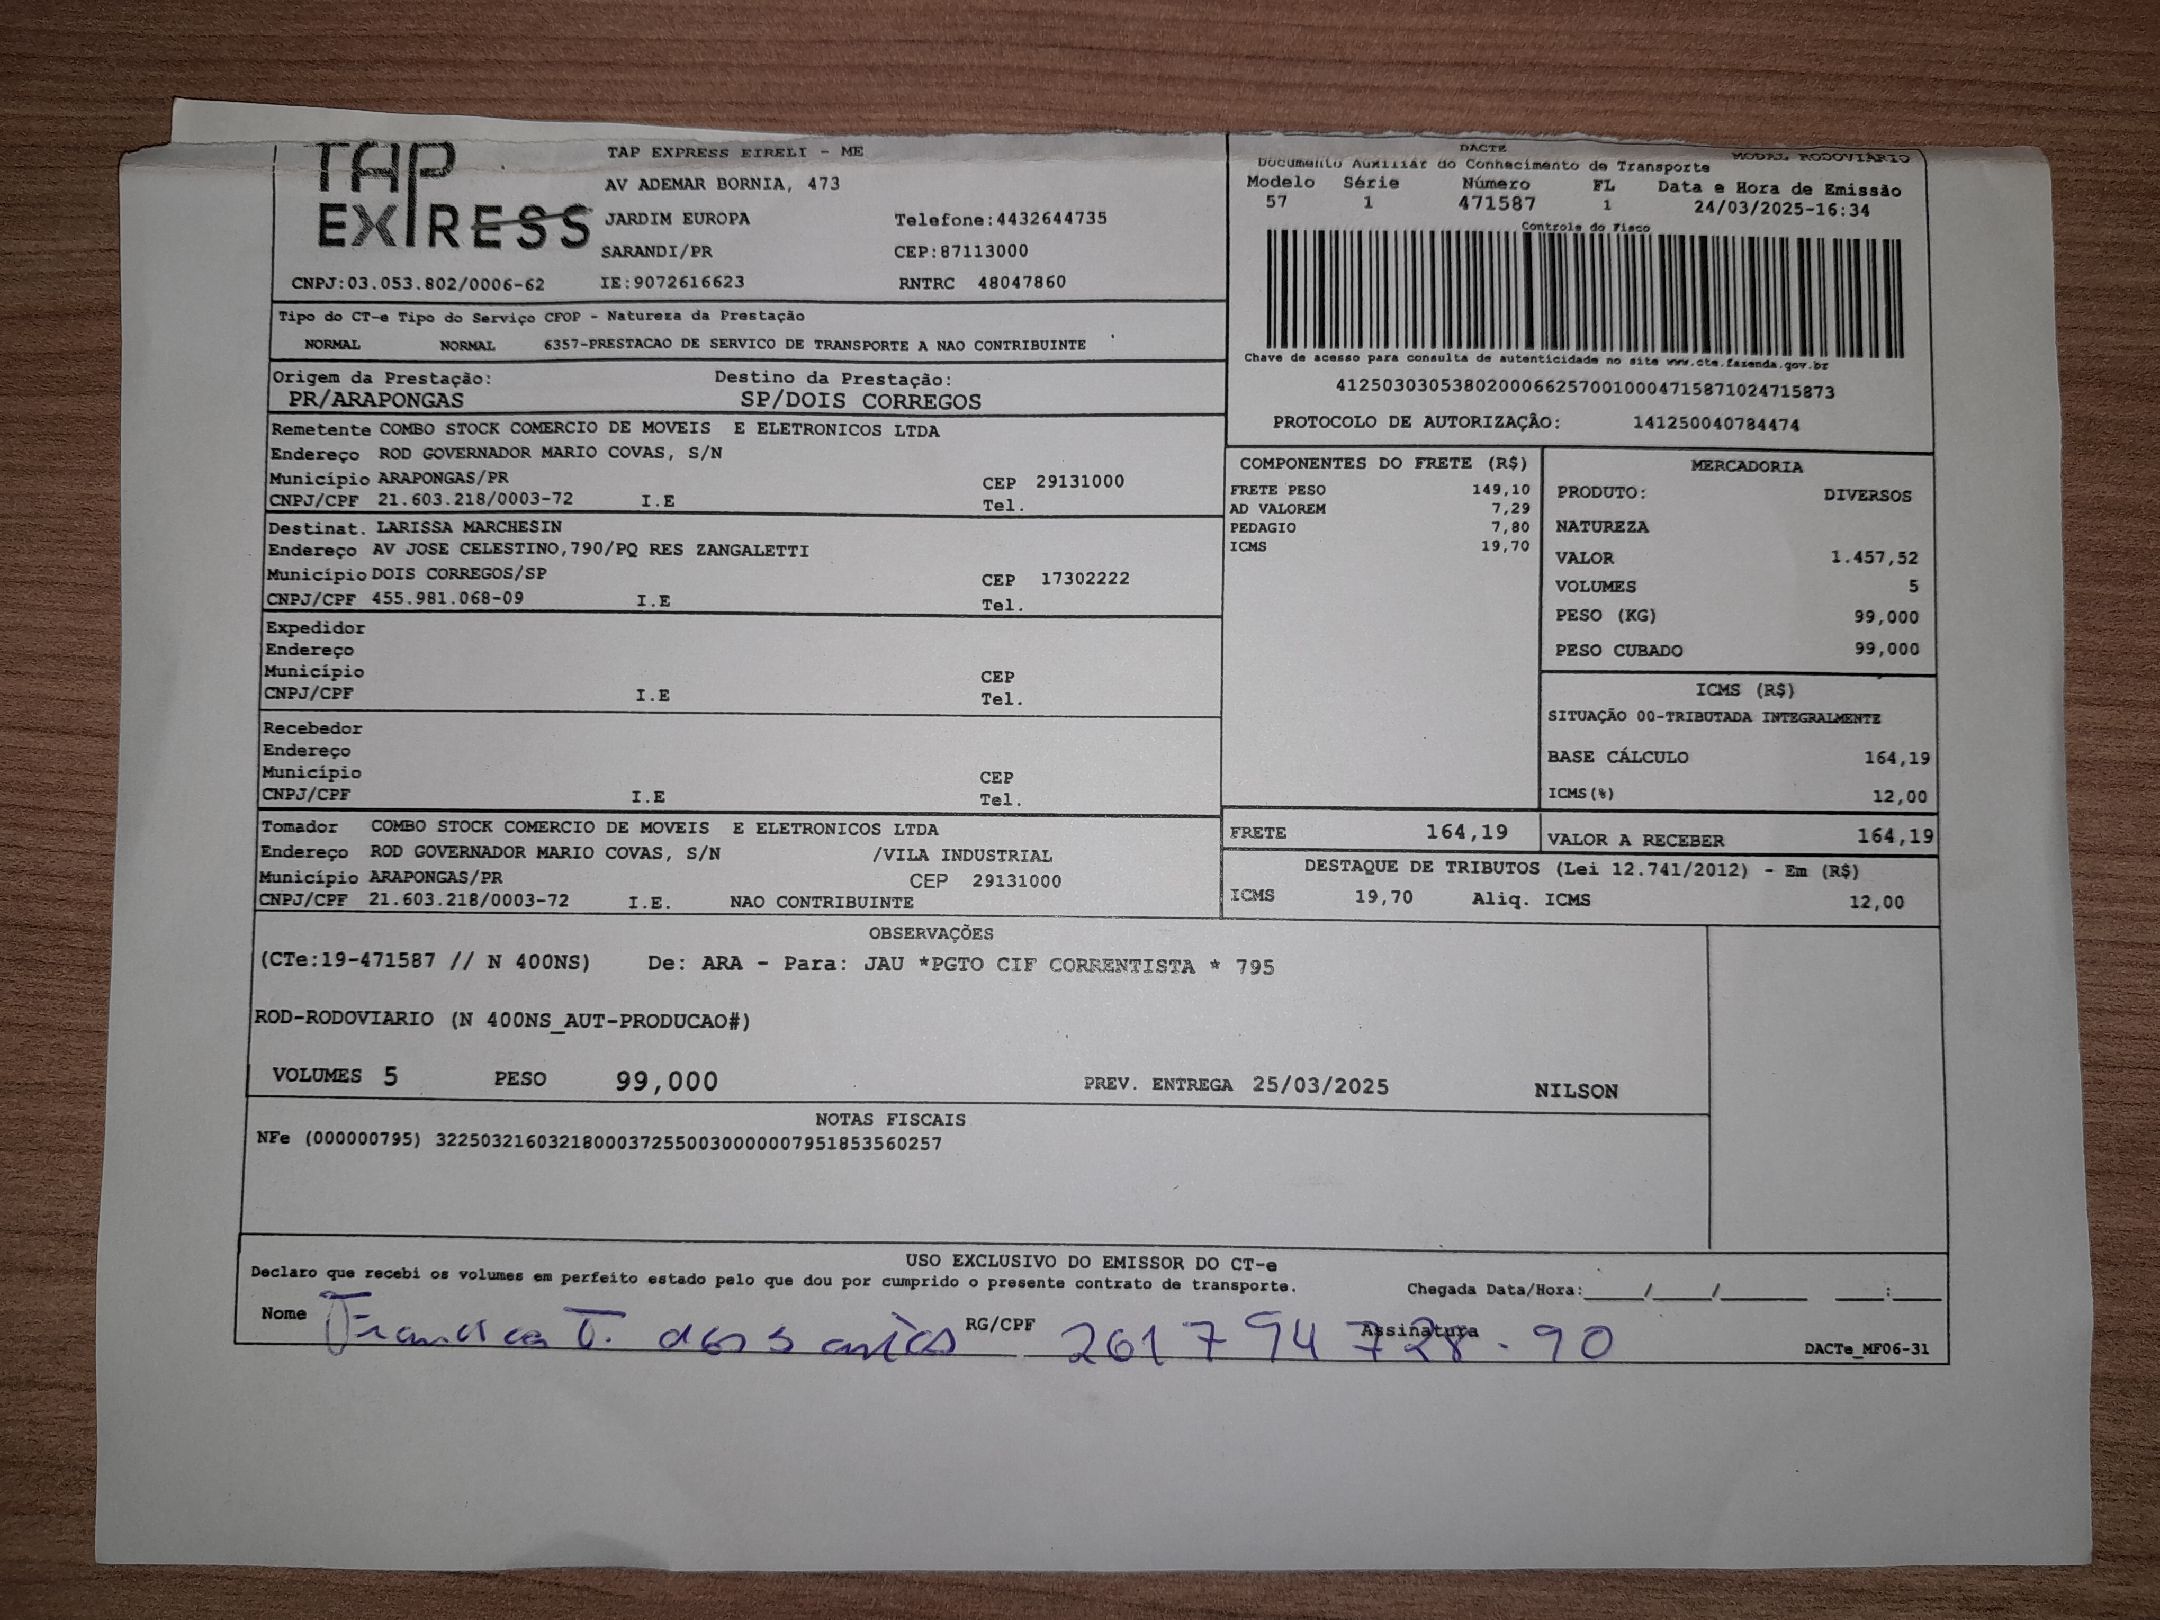 TAP
EXPRESS
TAP EXPRESS EIRELI - ME
AV ADEMAR BORNIA, 473
JARDIM EUROPA Telefone:4432644735
SARANDI/PR CEP:87113000
CNPJ:03.053.802/0006-62 IE:9072616623 RNTRC 48047860
DACTE
Documento Auxiliar do Conhecimento de Transporte MODAL RODOVIÁRIO
Modelo Série Número FL Data e Hora de Emissão
57 1 471587 1 24/03/2025-16:34
Controle do Fisco
Chave de acesso para consulta de autenticidade no site www.cte.fazenda.gov.br
41250303053802000662570010004715871024715873
PROTOCOLO DE AUTORIZAÇÃO: 141250040784474
Tipo do CT-e Tipo do Serviço CFOP - Natureza da Prestação
NORMAL NORMAL 6357-PRESTACAO DE SERVICO DE TRANSPORTE A NAO CONTRIBUINTE
Origem da Prestação: Destino da Prestação:
PR/ARAPONGAS SP/DOIS CORREGOS
Remetente COMBO STOCK COMERCIO DE MOVEIS E ELETRONICOS LTDA
Endereço ROD GOVERNADOR MARIO COVAS, S/N
Município ARAPONGAS/PR CEP 29131000
CNPJ/CPF 21.603.218/0003-72 I.E Tel.
Destinat. LARISSA MARCHESIN
Endereço AV JOSE CELESTINO,790/PQ RES ZANGALETTI
Município DOIS CORREGOS/SP CEP 17302222
CNPJ/CPF 455.981.068-09 I.E Tel.
Expedidor
Endereço
Município CEP
CNPJ/CPF I.E Tel.
Recebedor
Endereço
Município CEP
CNPJ/CPF I.E Tel.
Tomador COMBO STOCK COMERCIO DE MOVEIS E ELETRONICOS LTDA
Endereço ROD GOVERNADOR MARIO COVAS, S/N /VILA INDUSTRIAL
Município ARAPONGAS/PR CEP 29131000
CNPJ/CPF 21.603.218/0003-72 I.E. NAO CONTRIBUINTE
COMPONENTES DO FRETE (R$)
FRETE PESO 149,10
AD VALOREM 7,29
PEDAGIO 7,80
ICMS 19,70
MERCADORIA
PRODUTO: DIVERSOS
NATUREZA
VALOR 1.457,52
VOLUMES 5
PESO (KG) 99,000
PESO CUBADO 99,000
ICMS (R$)
SITUAÇÃO 00-TRIBUTADA INTEGRALMENTE
BASE CÁLCULO 164,19
ICMS(%) 12,00
FRETE 164,19 VALOR A RECEBER 164,19
DESTAQUE DE TRIBUTOS (Lei 12.741/2012) - Em (R$)
ICMS 19,70 Aliq. ICMS 12,00
OBSERVAÇÕES
(CTe:19-471587 // N 400NS) De: ARA - Para: JAU *PGTO CIF CORRENTISTA * 795
ROD-RODOVIARIO (N 400NS_AUT-PRODUCAO#)
VOLUMES 5 PESO 99,000 PREV. ENTREGA 25/03/2025 NILSON
NOTAS FISCAIS
NFe (000000795) 32250321603218000372550030000007951853560257
USO EXCLUSIVO DO EMISSOR DO CT-e
Declaro que recebi os volumes em perfeito estado pelo que dou por cumprido o presente contrato de transporte. Chegada Data/Hora:____/____/______ ____:____
Nome T. dos santos RG/CPF 261794728-90 Assinatura
DACTe_MF06-31